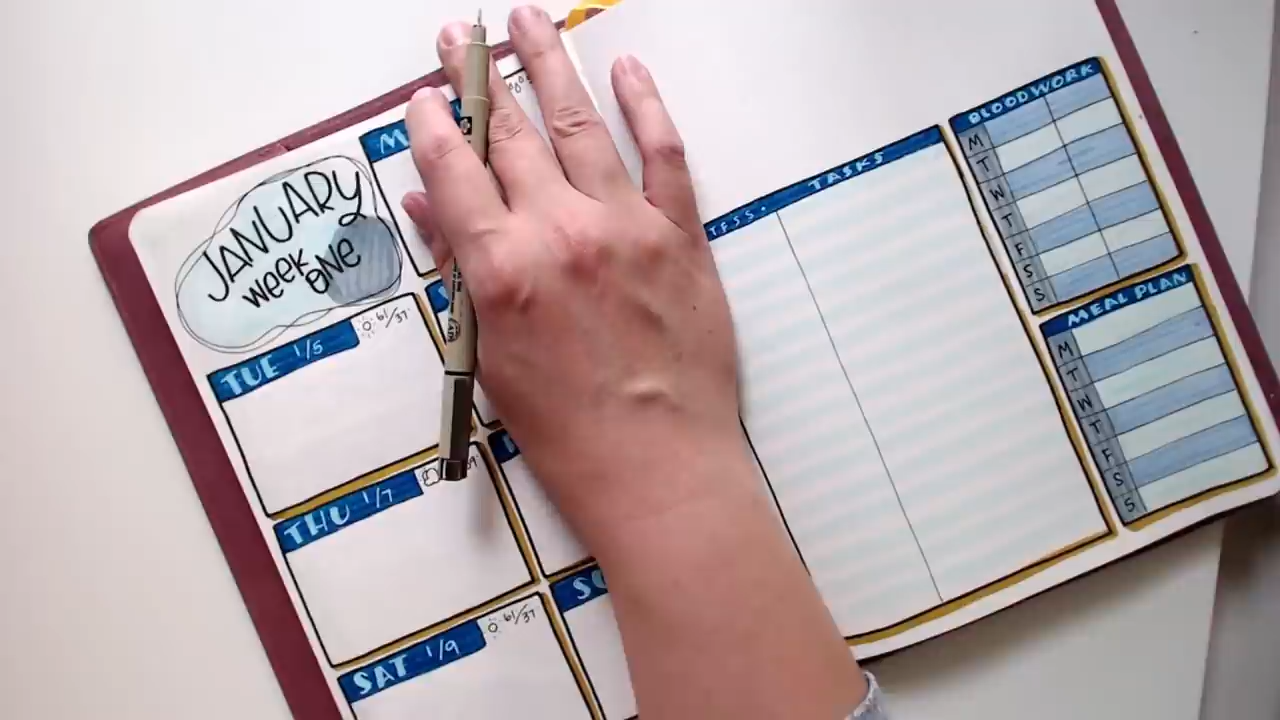 JANUARY
week
ONE
TUE 1/5
61/37
THU 1/7
SAT 1/9
61/37
T.F.S.S.
TASKS
BLOODWORK
M
T
W
T
F
S
S
MEAL PLAN
M
T
W
T
F
S
S